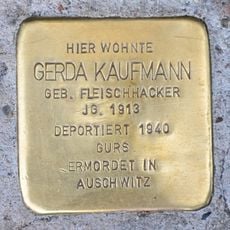 HIER WOHNTE
GERDA KAUFMANN
GEB. FLEISCHHACKER
JG. 1913
DEPORTIERT 1940
GURS
ERMORDET IN
AUSCHWITZ